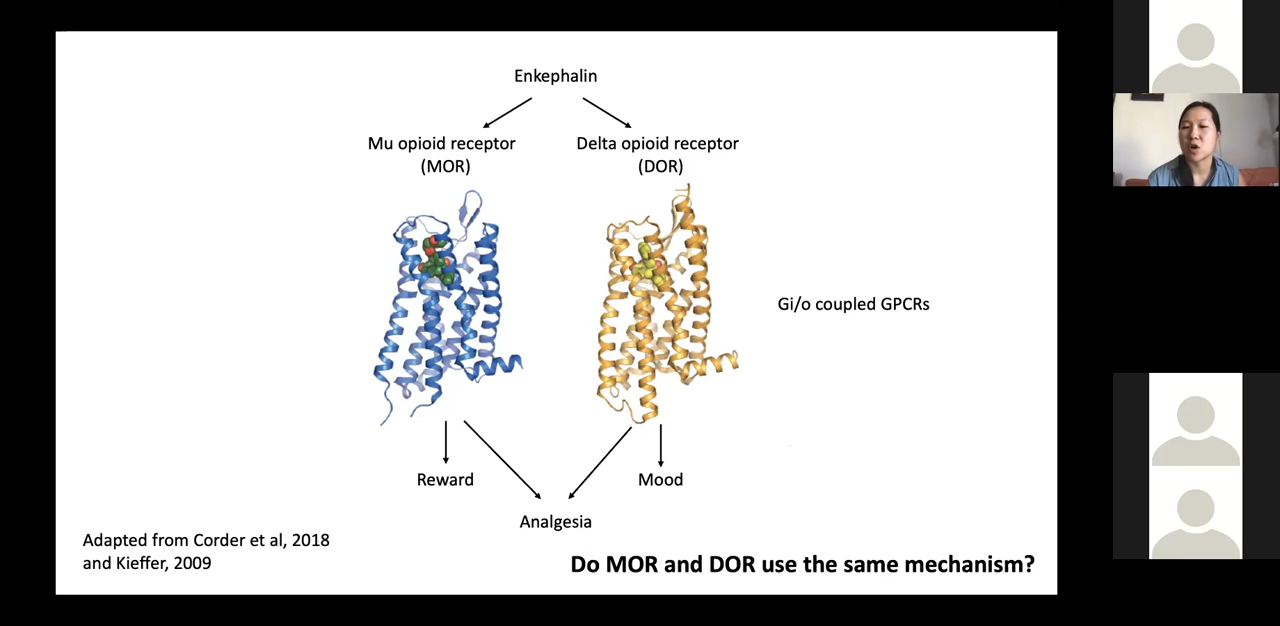 Enkephalin
Mu opioid receptor
(MOR)
Delta opioid receptor
(DOR)
Gi/o coupled GPCRs
Reward
Mood
Analgesia
Adapted from Corder et al, 2018
and Kieffer, 2009
Do MOR and DOR use the same mechanism?